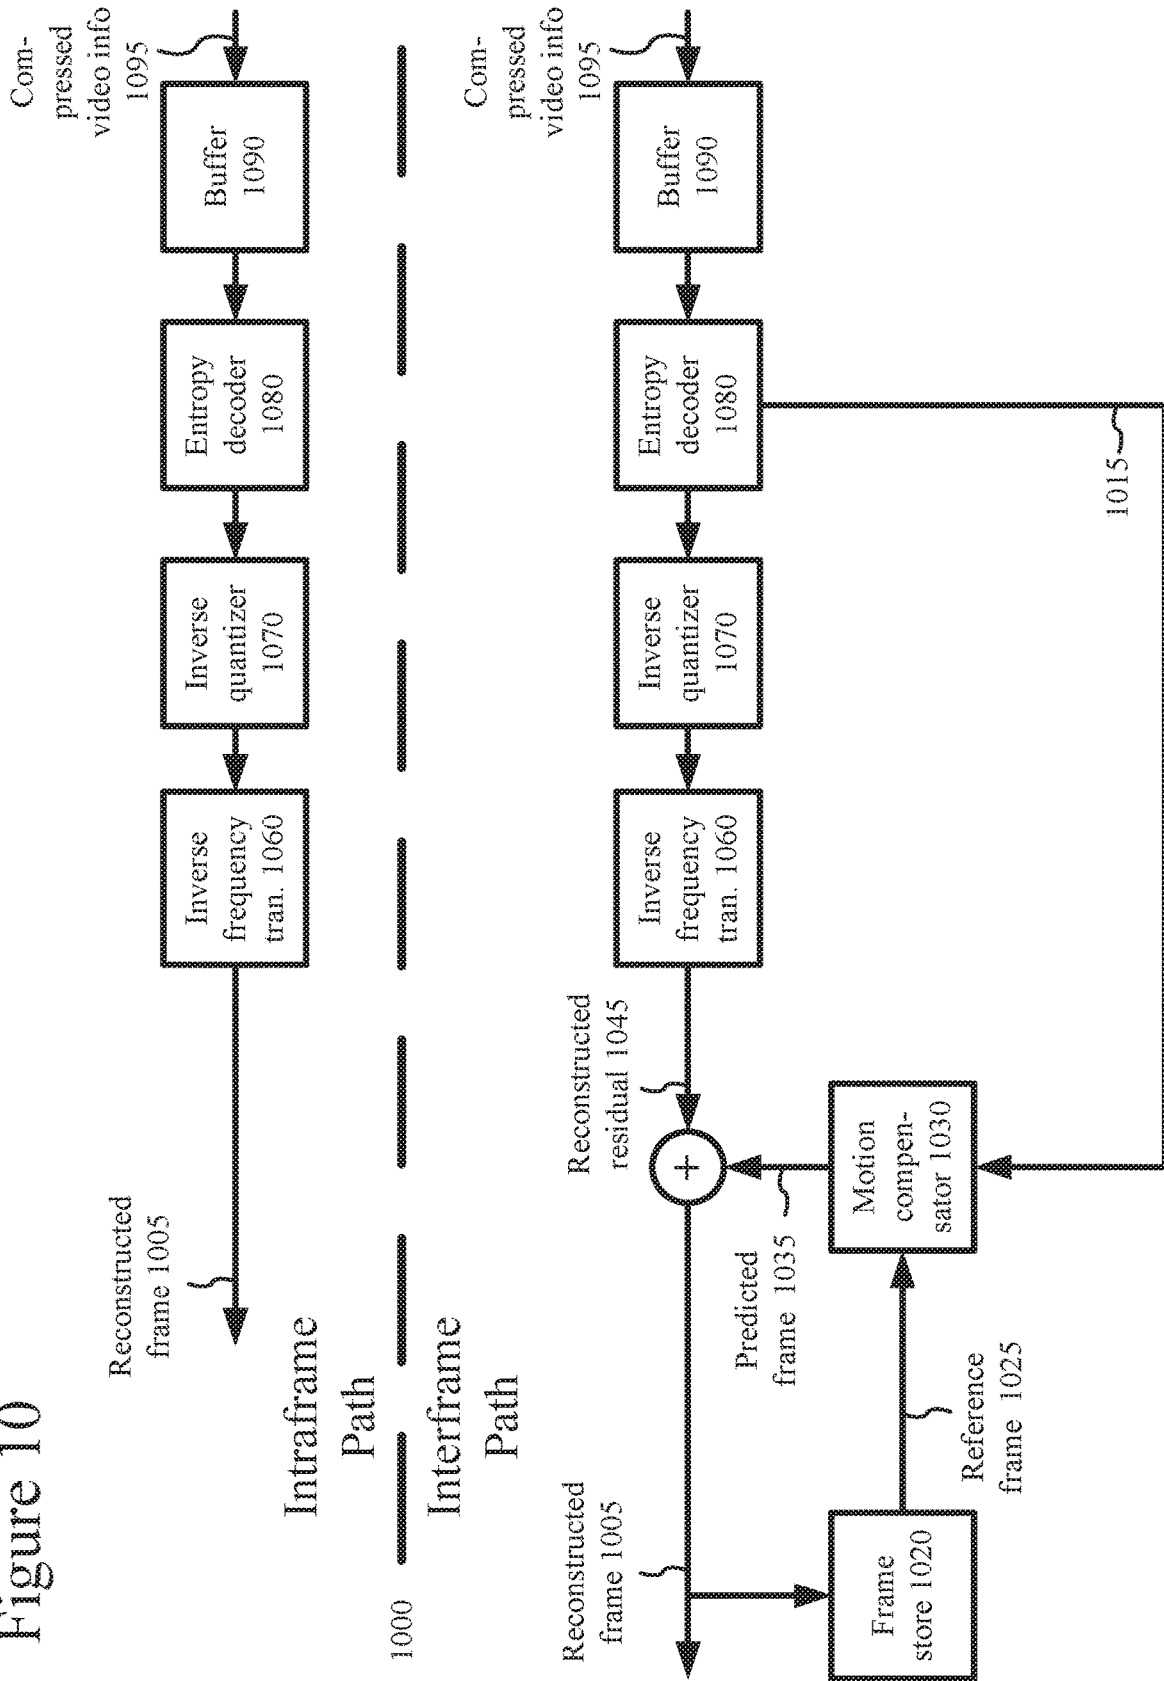 Figure 10
Reconstructed
frame 1005
Inverse
frequency
tran. 1060
Inverse
quantizer
1070
Entropy
decoder
1080
Buffer
1090
Com-
pressed
video info
1095
Intraframe
Path
1000
Interframe
Path
Reconstructed
frame 1005
Reconstructed
residual 1045
Inverse
frequency
tran. 1060
Inverse
quantizer
1070
Entropy
decoder
1080
Buffer
1090
Com-
pressed
video info
1095
+
Predicted
frame 1035
Frame
store 1020
Reference
frame 1025
Motion
compen-
sator 1030
1015